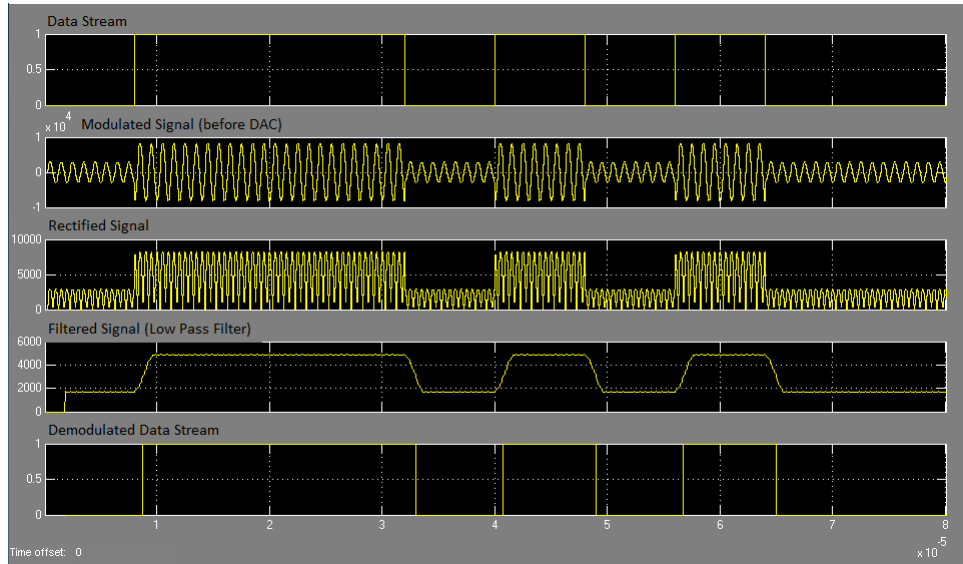 Data Stream
1
0.5
0
x 10^4
Modulated Signal (before DAC)
1
0
-1
Rectified Signal
10000
5000
0
Filtered Signal (Low Pass Filter)
6000
4000
2000
0
Demodulated Data Stream
1
0.5
0
1 2 3 4 5 6 7 8
Time offset: 0
x 10^-5